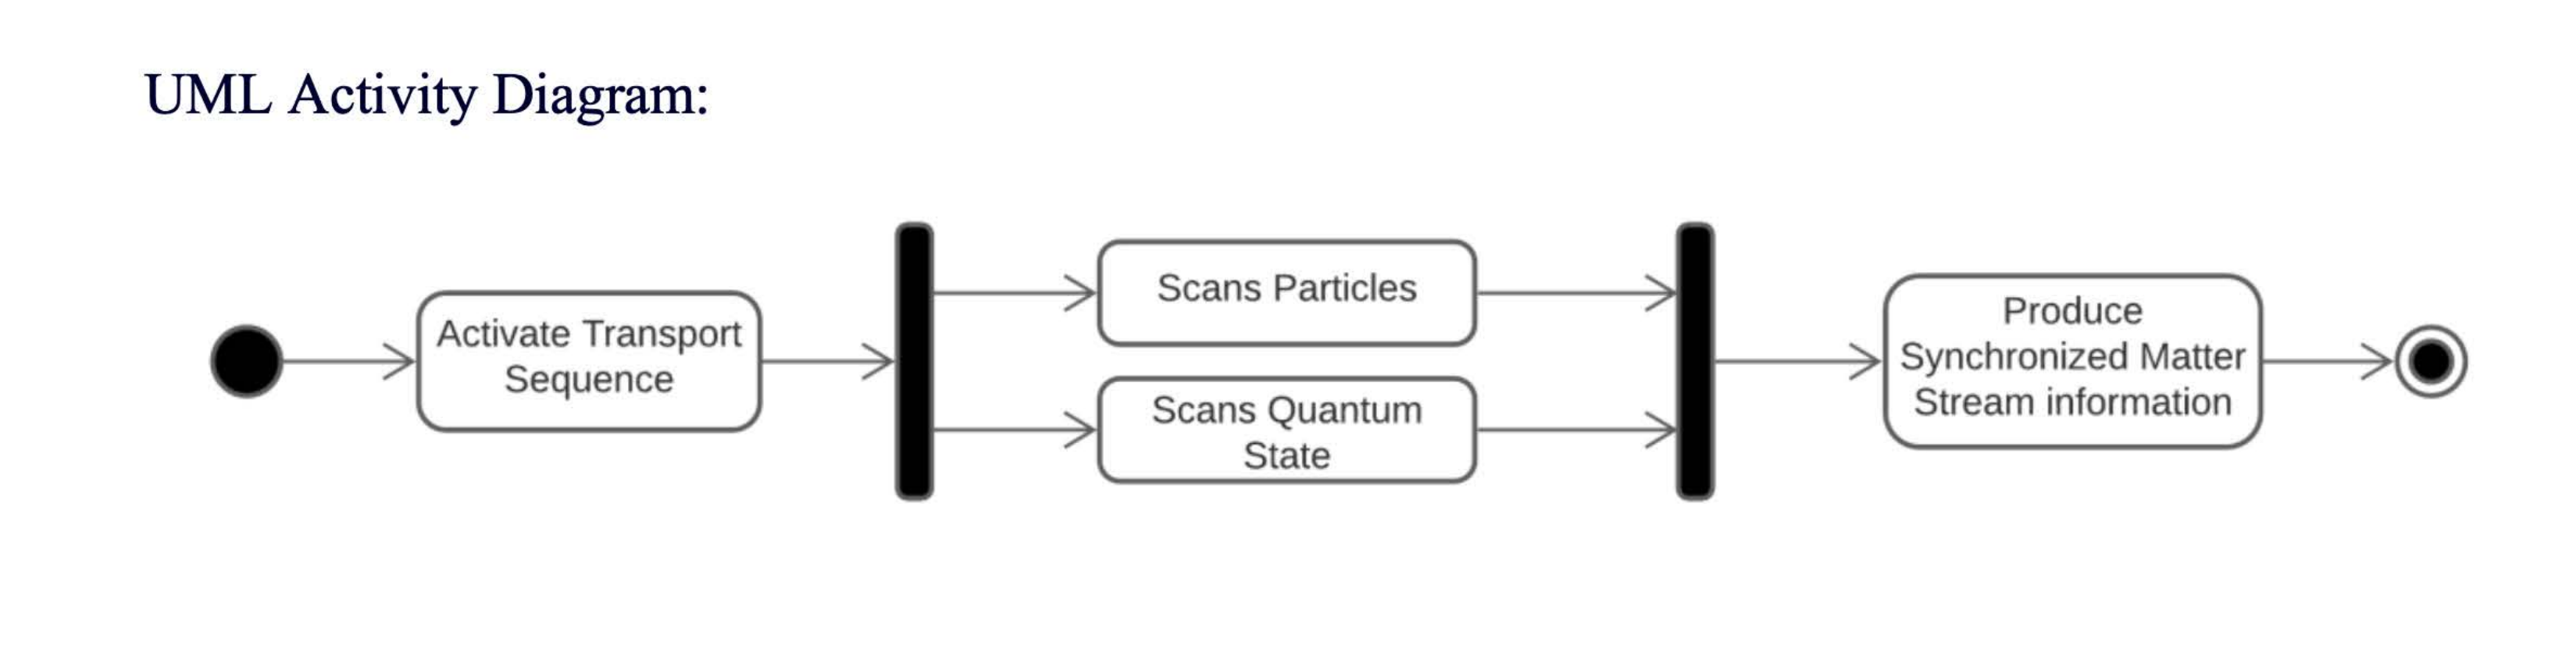 UML Activity Diagram:
Activate Transport
Sequence
Scans Particles
Scans Quantum
State
Produce
Synchronized Matter
Stream information